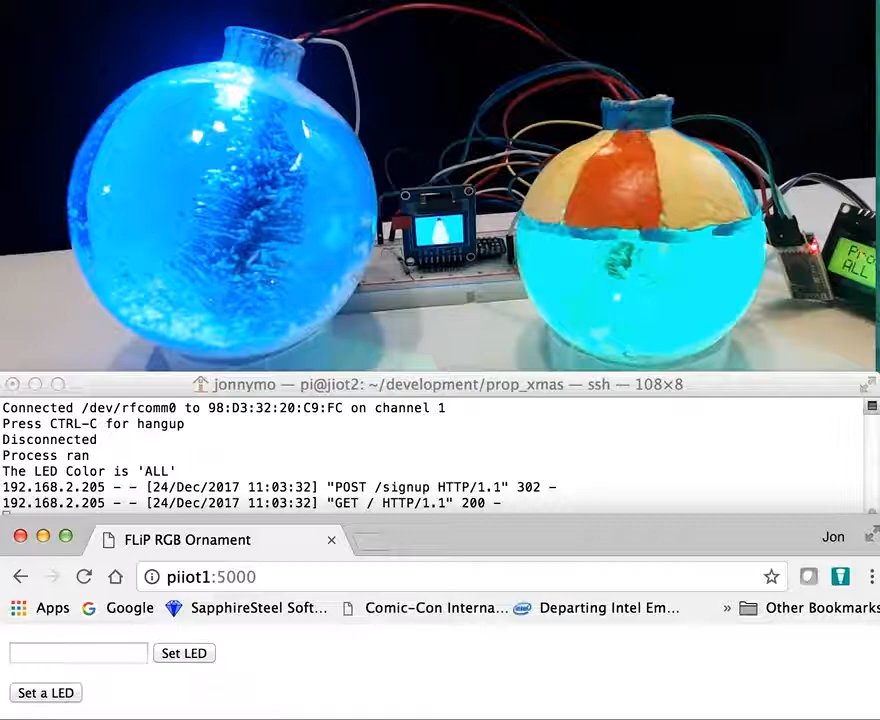 Pro
ALL
jonnymo — pi@jiot2: ~/development/prop_xmas — ssh — 108×8
Connected /dev/rfcomm0 to 98:D3:32:20:C9:FC on channel 1
Press CTRL-C for hangup
Disconnected
Process ran
The LED Color is 'ALL'
192.168.2.205 - - [24/Dec/2017 11:03:32] "POST /signup HTTP/1.1" 302 -
192.168.2.205 - - [24/Dec/2017 11:03:32] "GET / HTTP/1.1" 200 -
FLiP RGB Ornament
Jon
piiot1:5000
Apps Google SapphireSteel Soft... Comic-Con Interna... Departing Intel Em... » Other Bookmarks
Set LED
Set a LED